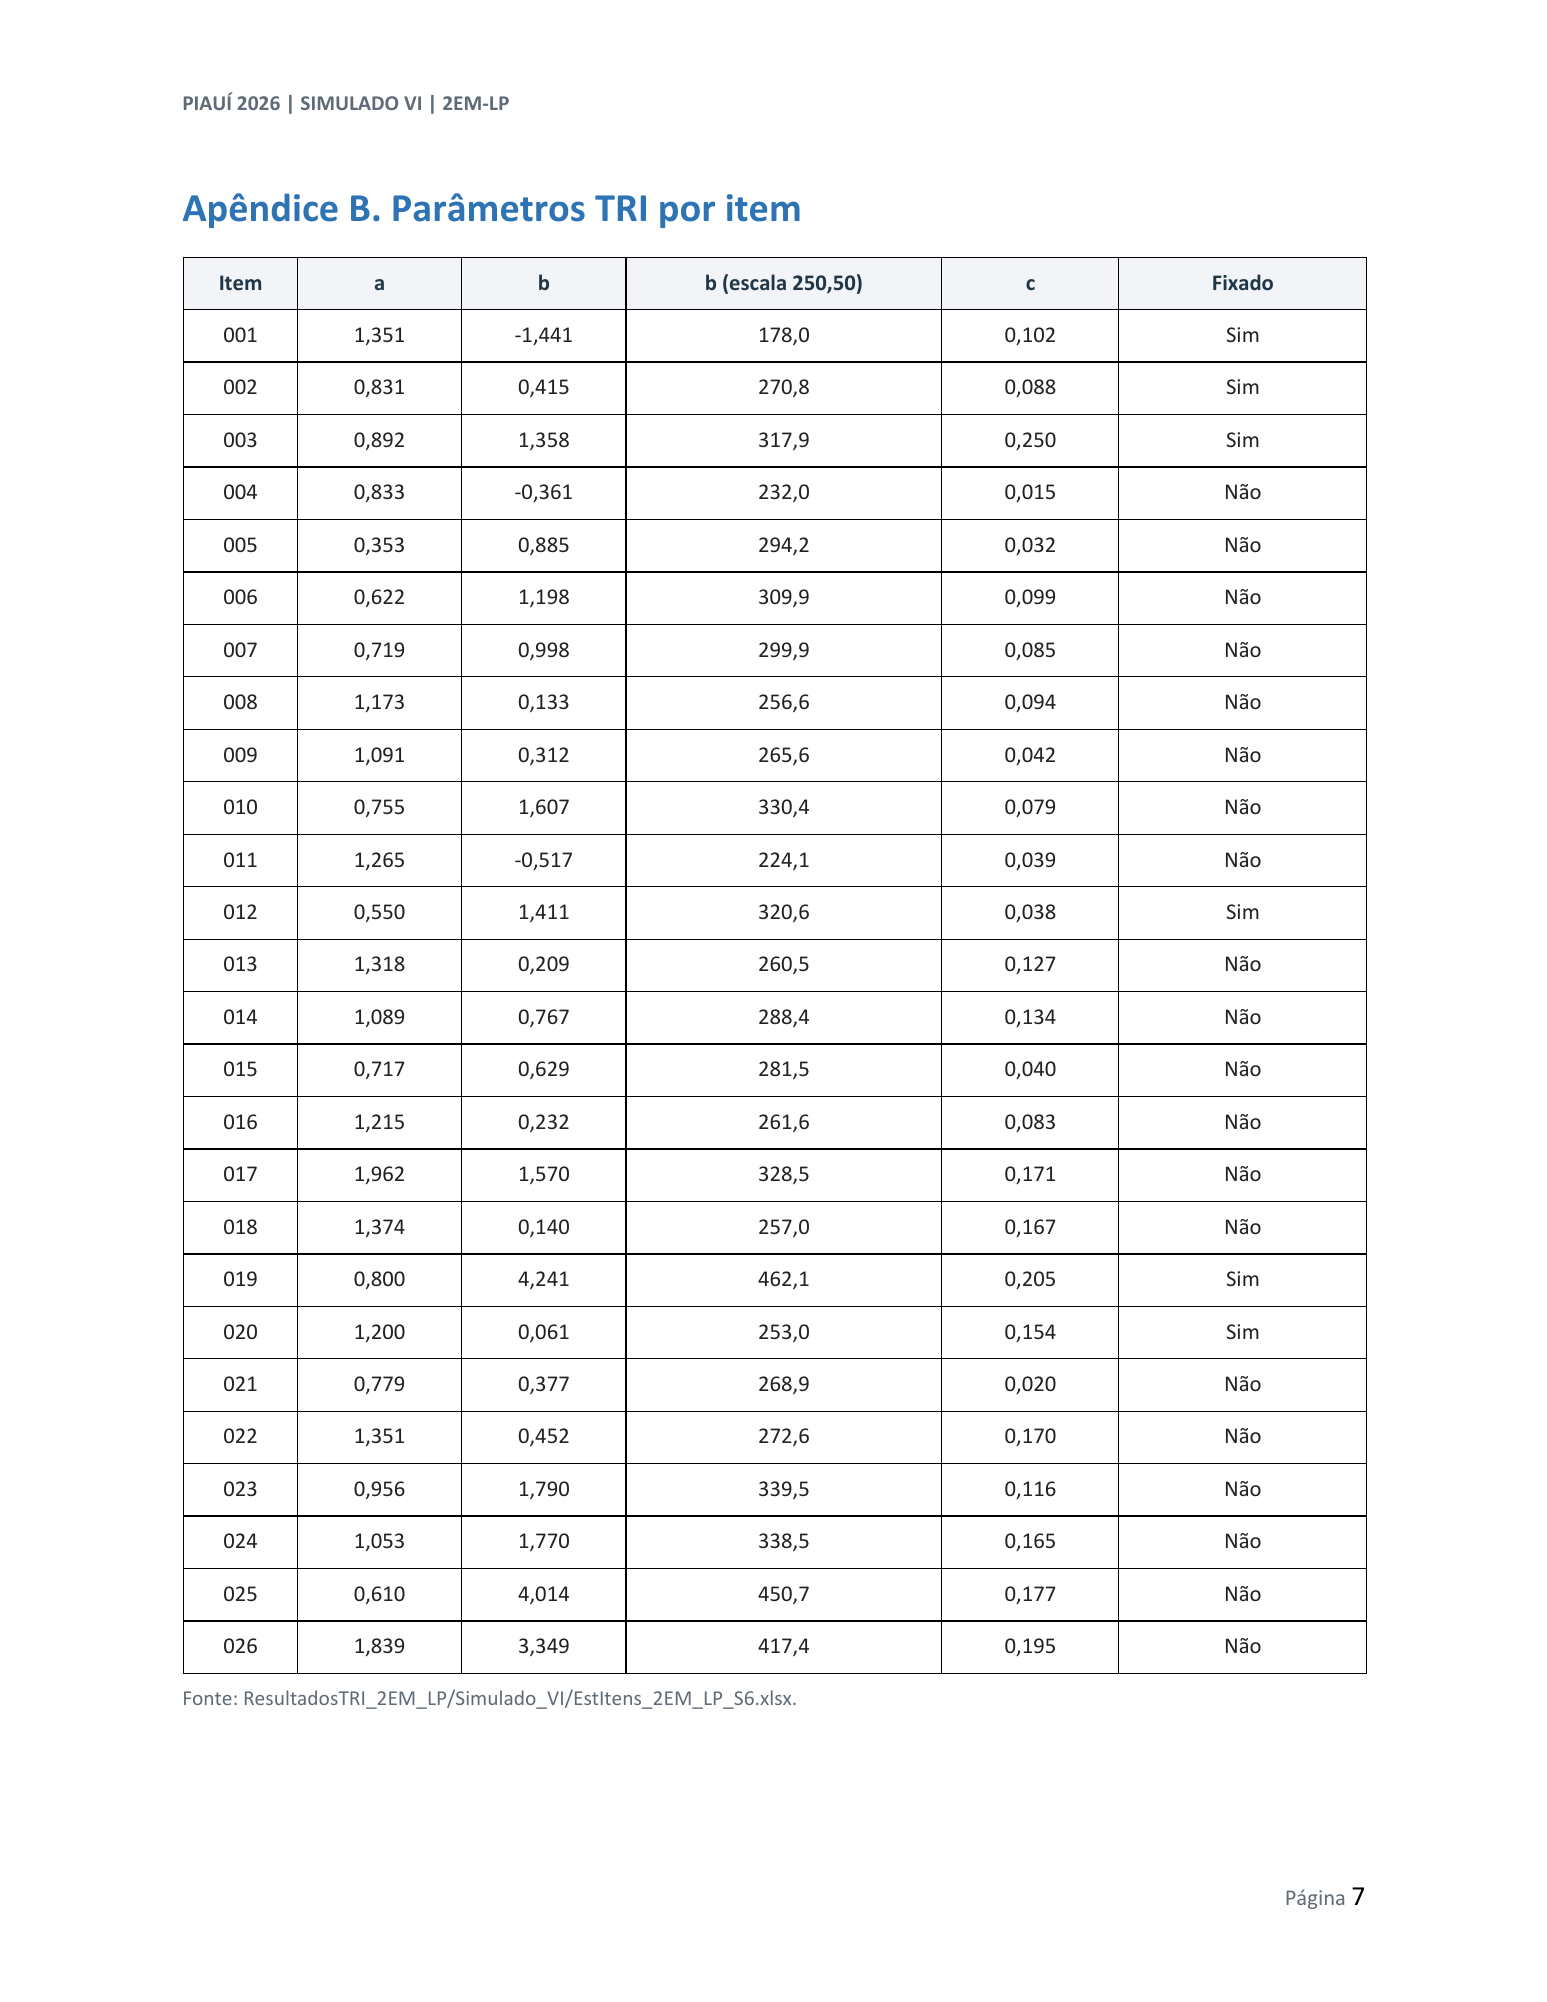 PIAUÍ 2026 | SIMULADO VI | 2EM-LP
Apêndice B. Parâmetros TRI por item
Item a b b (escala 250,50) c Fixado
001 1,351 -1,441 178,0 0,102 Sim
002 0,831 0,415 270,8 0,088 Sim
003 0,892 1,358 317,9 0,250 Sim
004 0,833 -0,361 232,0 0,015 Não
005 0,353 0,885 294,2 0,032 Não
006 0,622 1,198 309,9 0,099 Não
007 0,719 0,998 299,9 0,085 Não
008 1,173 0,133 256,6 0,094 Não
009 1,091 0,312 265,6 0,042 Não
010 0,755 1,607 330,4 0,079 Não
011 1,265 -0,517 224,1 0,039 Não
012 0,550 1,411 320,6 0,038 Sim
013 1,318 0,209 260,5 0,127 Não
014 1,089 0,767 288,4 0,134 Não
015 0,717 0,629 281,5 0,040 Não
016 1,215 0,232 261,6 0,083 Não
017 1,962 1,570 328,5 0,171 Não
018 1,374 0,140 257,0 0,167 Não
019 0,800 4,241 462,1 0,205 Sim
020 1,200 0,061 253,0 0,154 Sim
021 0,779 0,377 268,9 0,020 Não
022 1,351 0,452 272,6 0,170 Não
023 0,956 1,790 339,5 0,116 Não
024 1,053 1,770 338,5 0,165 Não
025 0,610 4,014 450,7 0,177 Não
026 1,839 3,349 417,4 0,195 Não
Fonte: ResultadosTRI_2EM_LP/Simulado_VI/EstItens_2EM_LP_S6.xlsx.
Página 7